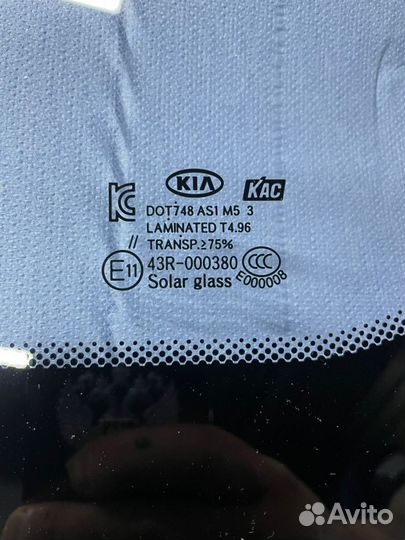 KIA KAC
KC
DOT748 AS1 M5 3
LAMINATED T4.96
// TRANSP.≥75%
E11 43R-000380 CCC
Solar glass E000008
Avito